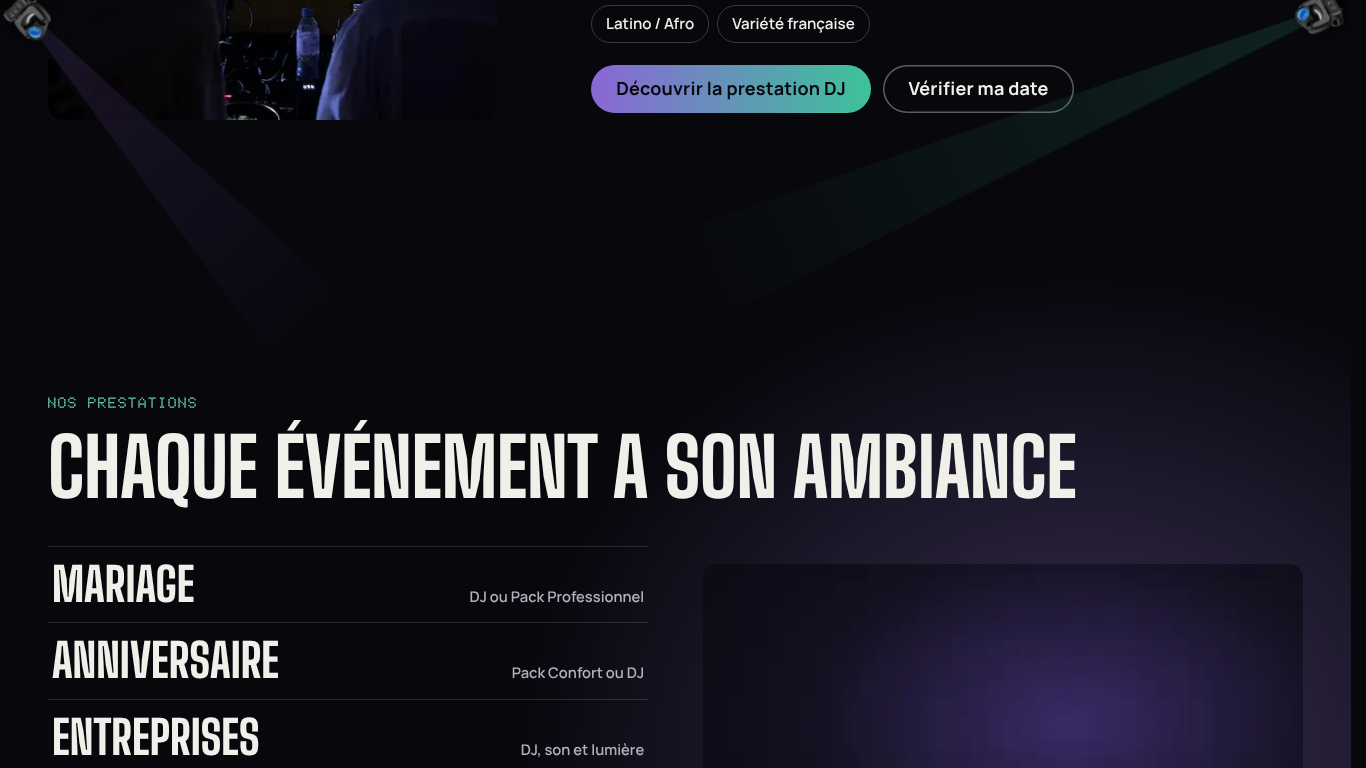 Latino / Afro
Variété française
Découvrir la prestation DJ
Vérifier ma date
NOS PRESTATIONS
CHAQUE ÉVÉNEMENT A SON AMBIANCE
MARIAGE
DJ ou Pack Professionnel
ANNIVERSAIRE
Pack Confort ou DJ
ENTREPRISES
DJ, son et lumière